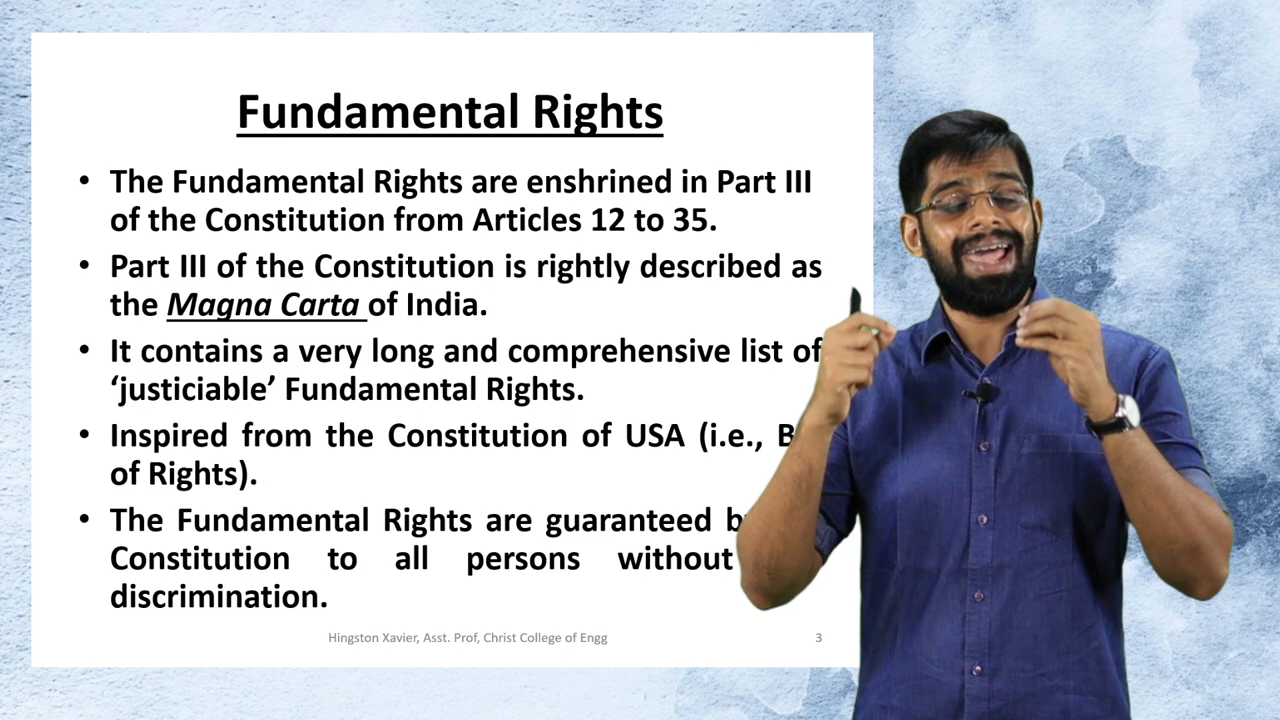 Fundamental Rights
• The Fundamental Rights are enshrined in Part III
of the Constitution from Articles 12 to 35.
• Part III of the Constitution is rightly described as
the Magna Carta of India.
• It contains a very long and comprehensive list of
‘justiciable’ Fundamental Rights.
• Inspired from the Constitution of USA (i.e.,
of Rights).
• The Fundamental Rights are guaranteed
Constitution to all persons without
discrimination.
Hingston Xavier, Asst. Prof, Christ College of Engg 3